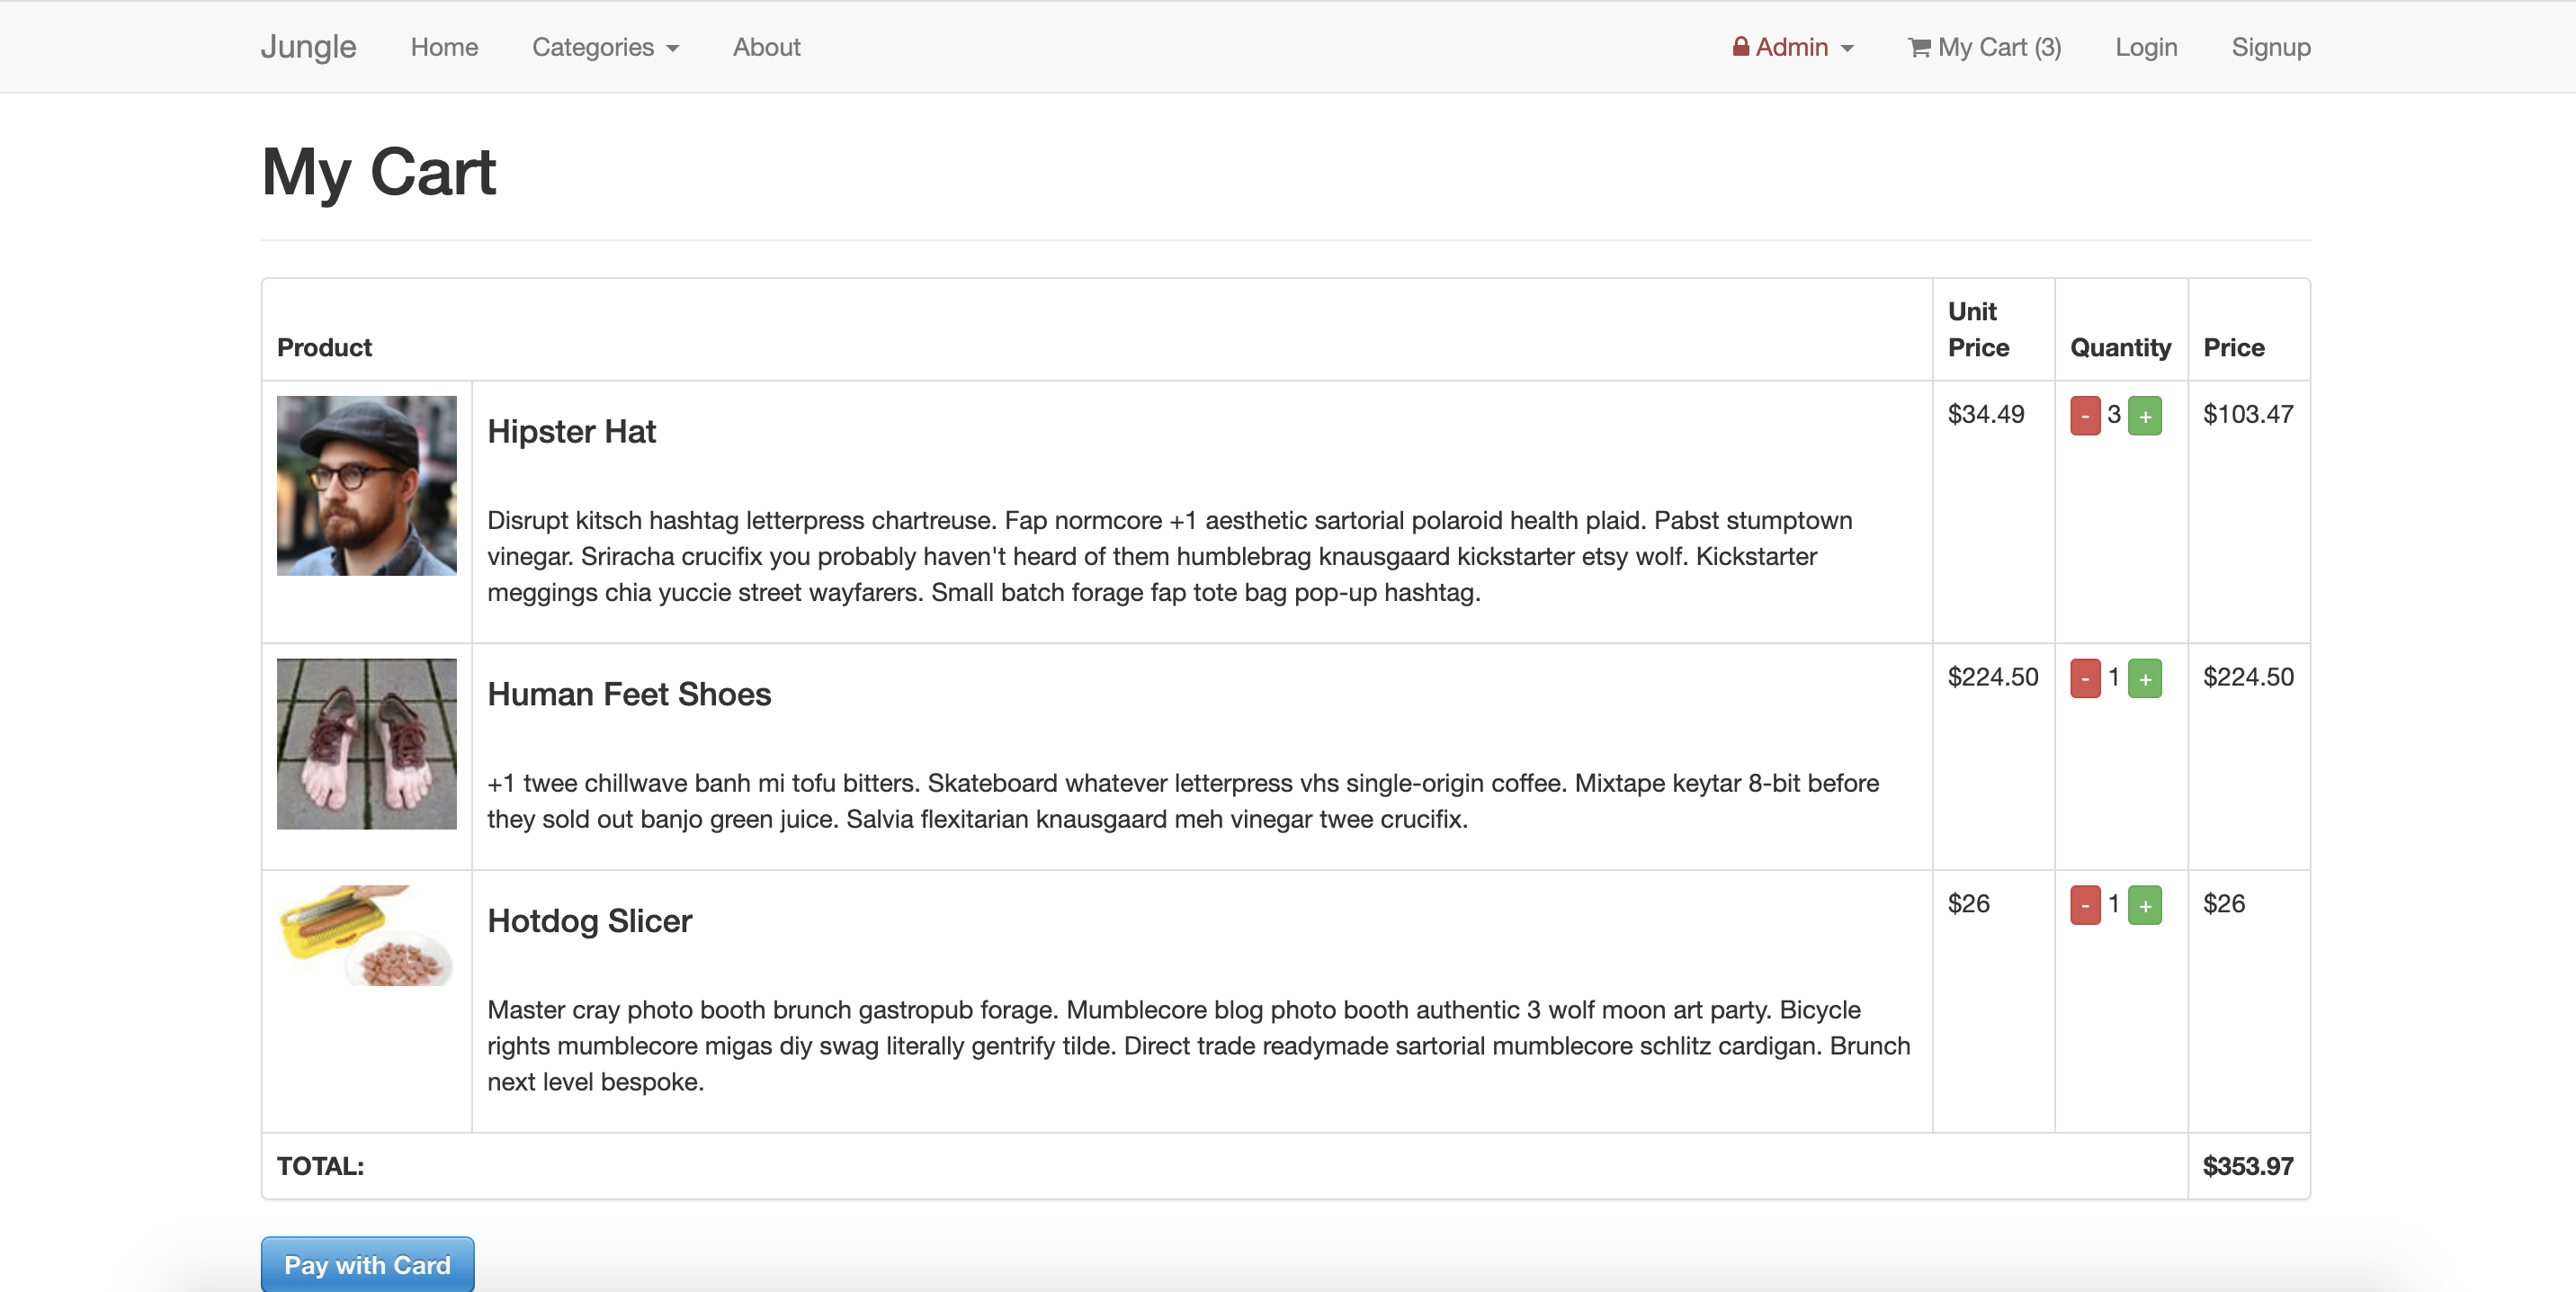 Jungle Home Categories About Admin My Cart (3) Login Signup
My Cart
Product Unit Price Quantity Price
Hipster Hat $34.49 - 3 + $103.47
Disrupt kitsch hashtag letterpress chartreuse. Fap normcore +1 aesthetic sartorial polaroid health plaid. Pabst stumptown
vinegar. Sriracha crucifix you probably haven't heard of them humblebrag knausgaard kickstarter etsy wolf. Kickstarter
meggings chia yuccie street wayfarers. Small batch forage fap tote bag pop-up hashtag.
Human Feet Shoes $224.50 - 1 + $224.50
+1 twee chillwave banh mi tofu bitters. Skateboard whatever letterpress vhs single-origin coffee. Mixtape keytar 8-bit before
they sold out banjo green juice. Salvia flexitarian knausgaard meh vinegar twee crucifix.
Hotdog Slicer $26 - 1 + $26
Master cray photo booth brunch gastropub forage. Mumblecore blog photo booth authentic 3 wolf moon art party. Bicycle
rights mumblecore migas diy swag literally gentrify tilde. Direct trade readymade sartorial mumblecore schlitz cardigan. Brunch
next level bespoke.
TOTAL: $353.97
Pay with Card